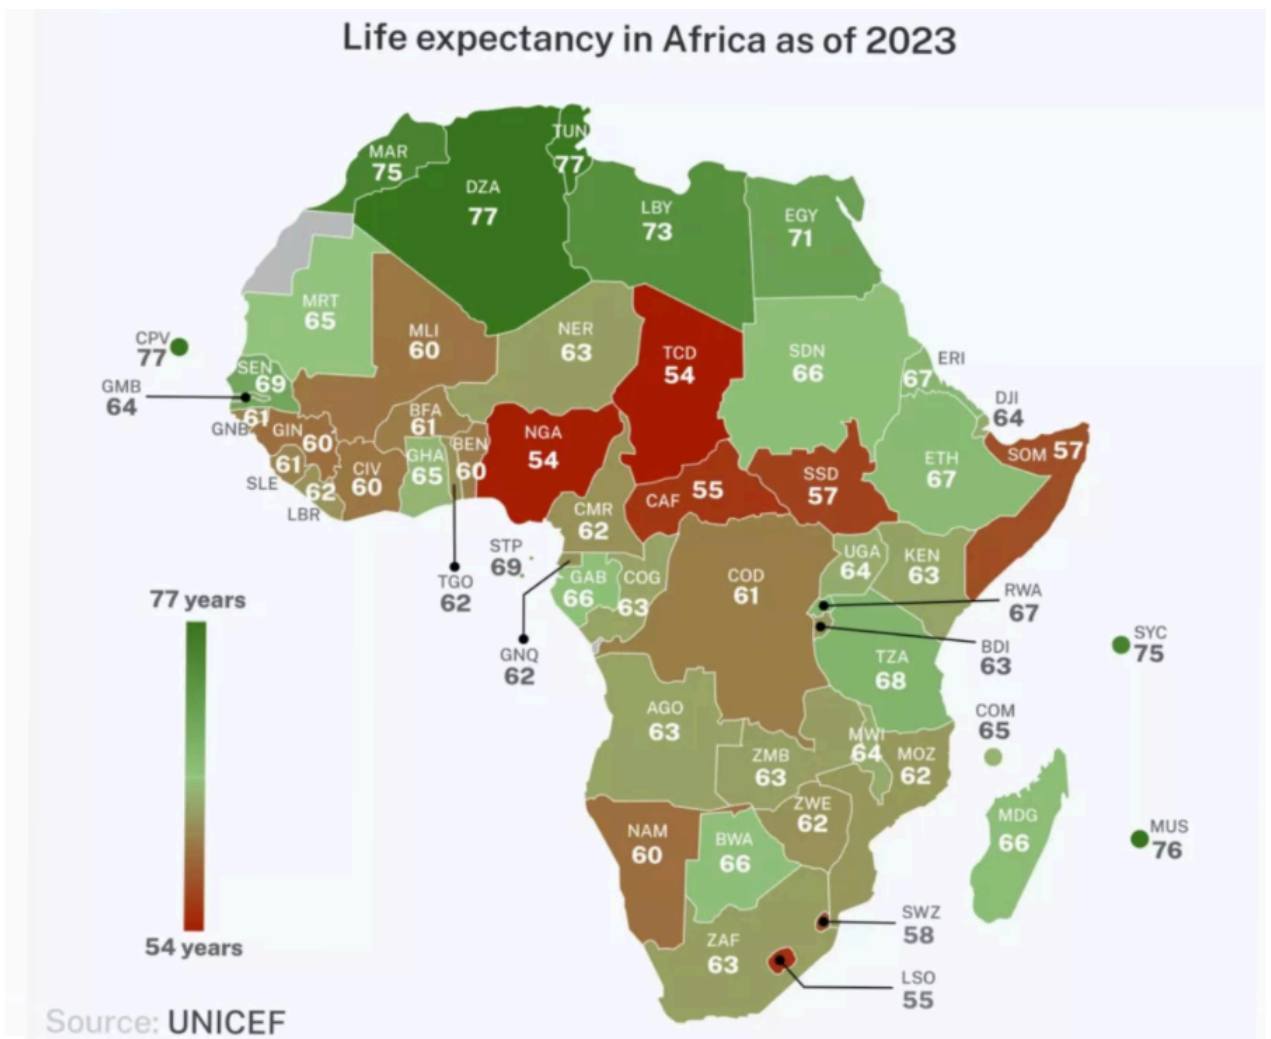 Life expectancy in Africa as of 2023
TUN
77
MAR
75
DZA
77
LBY
73
EGY
71
MRT
65
MLI
60
NER
63
TCD
54
SDN
66
ERI
67
CPV
77
SEN
69
GMB
64
GNB
61
GIN
60
BFA
61
BEN
60
NGA
54
DJI
64
SOM 57
SLE
61
LBR
62
CIV
60
GHA
65
CAF 55
SSD
57
ETH
67
CMR
62
STP
69
TGO
62
GAB
66
COG
63
COD
61
UGA
64
KEN
63
RWA
67
BDI
63
GNQ
62
TZA
68
SYC
75
77 years
54 years
AGO
63
ZMB
63
MWI
64
MOZ
62
COM
65
NAM
60
BWA
66
ZWE
62
MDG
66
MUS
76
ZAF
63
SWZ
58
LSO
55
Source: UNICEF